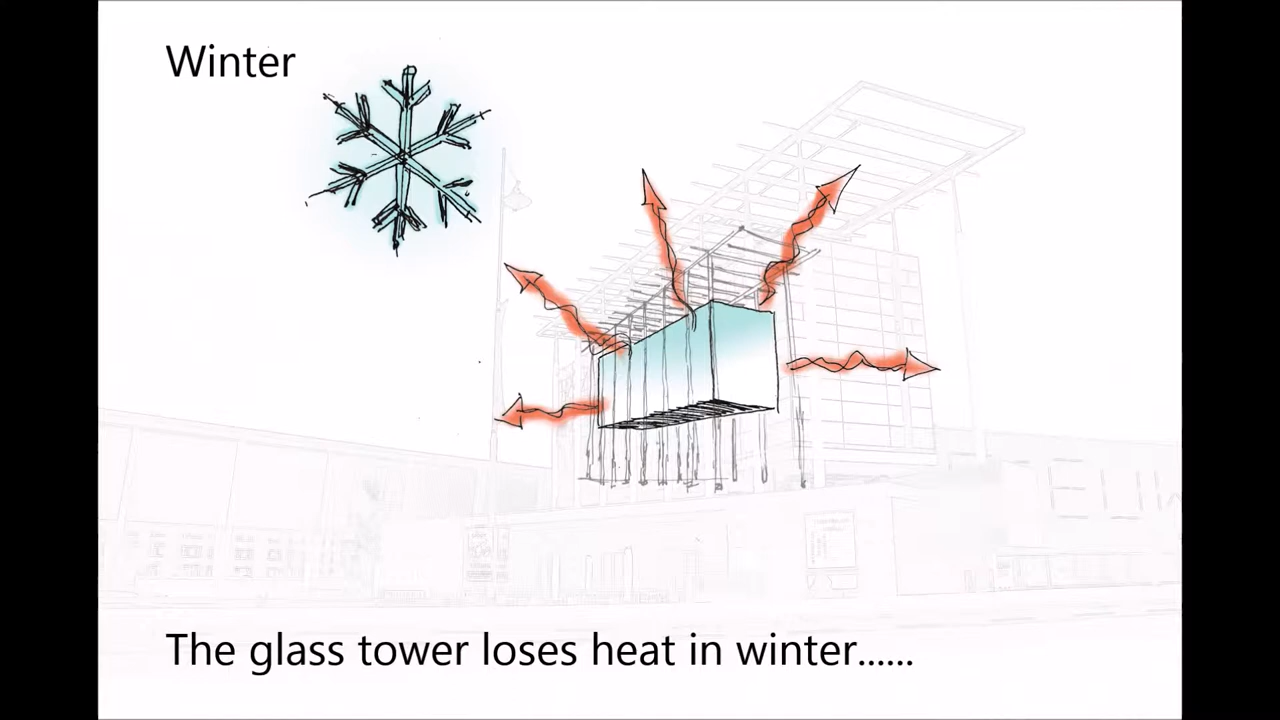 Winter
The glass tower loses heat in winter......